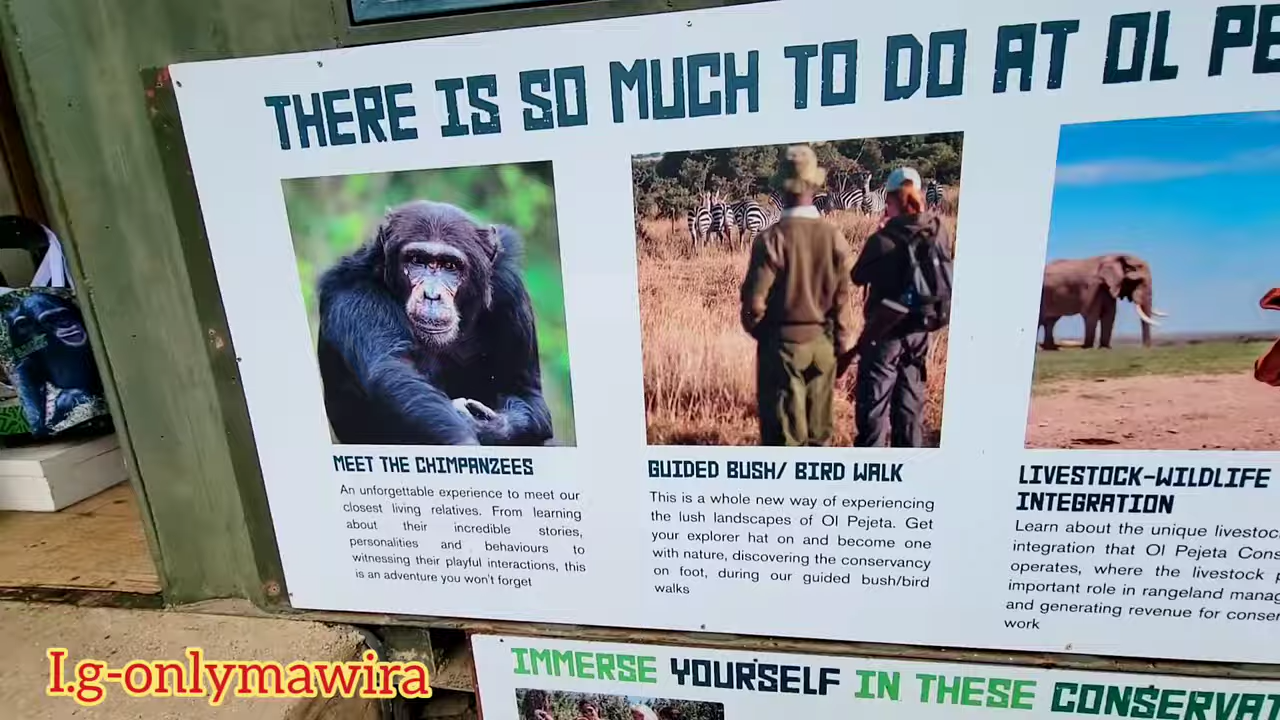 THERE IS SO MUCH TO DO AT OL PE
MEET THE CHIMPANZEES
An unforgettable experience to meet our
closest living relatives. From learning
about their incredible stories,
personalities and behaviours to
witnessing their playful interactions, this
is an adventure you won't forget
GUIDED BUSH/ BIRD WALK
This is a whole new way of experiencing
the lush landscapes of Ol Pejeta. Get
your explorer hat on and become one
with nature, discovering the conservancy
on foot, during our guided bush/bird
walks
LIVESTOCK-WILDLIFE
INTEGRATION
Learn about the unique livestoc
integration that Ol Pejeta Cons
operates, where the livestock
important role in rangeland manag
and generating revenue for conser
work
IMMERSE YOURSELF IN THESE CONSERVAT
I.g-onlymawira